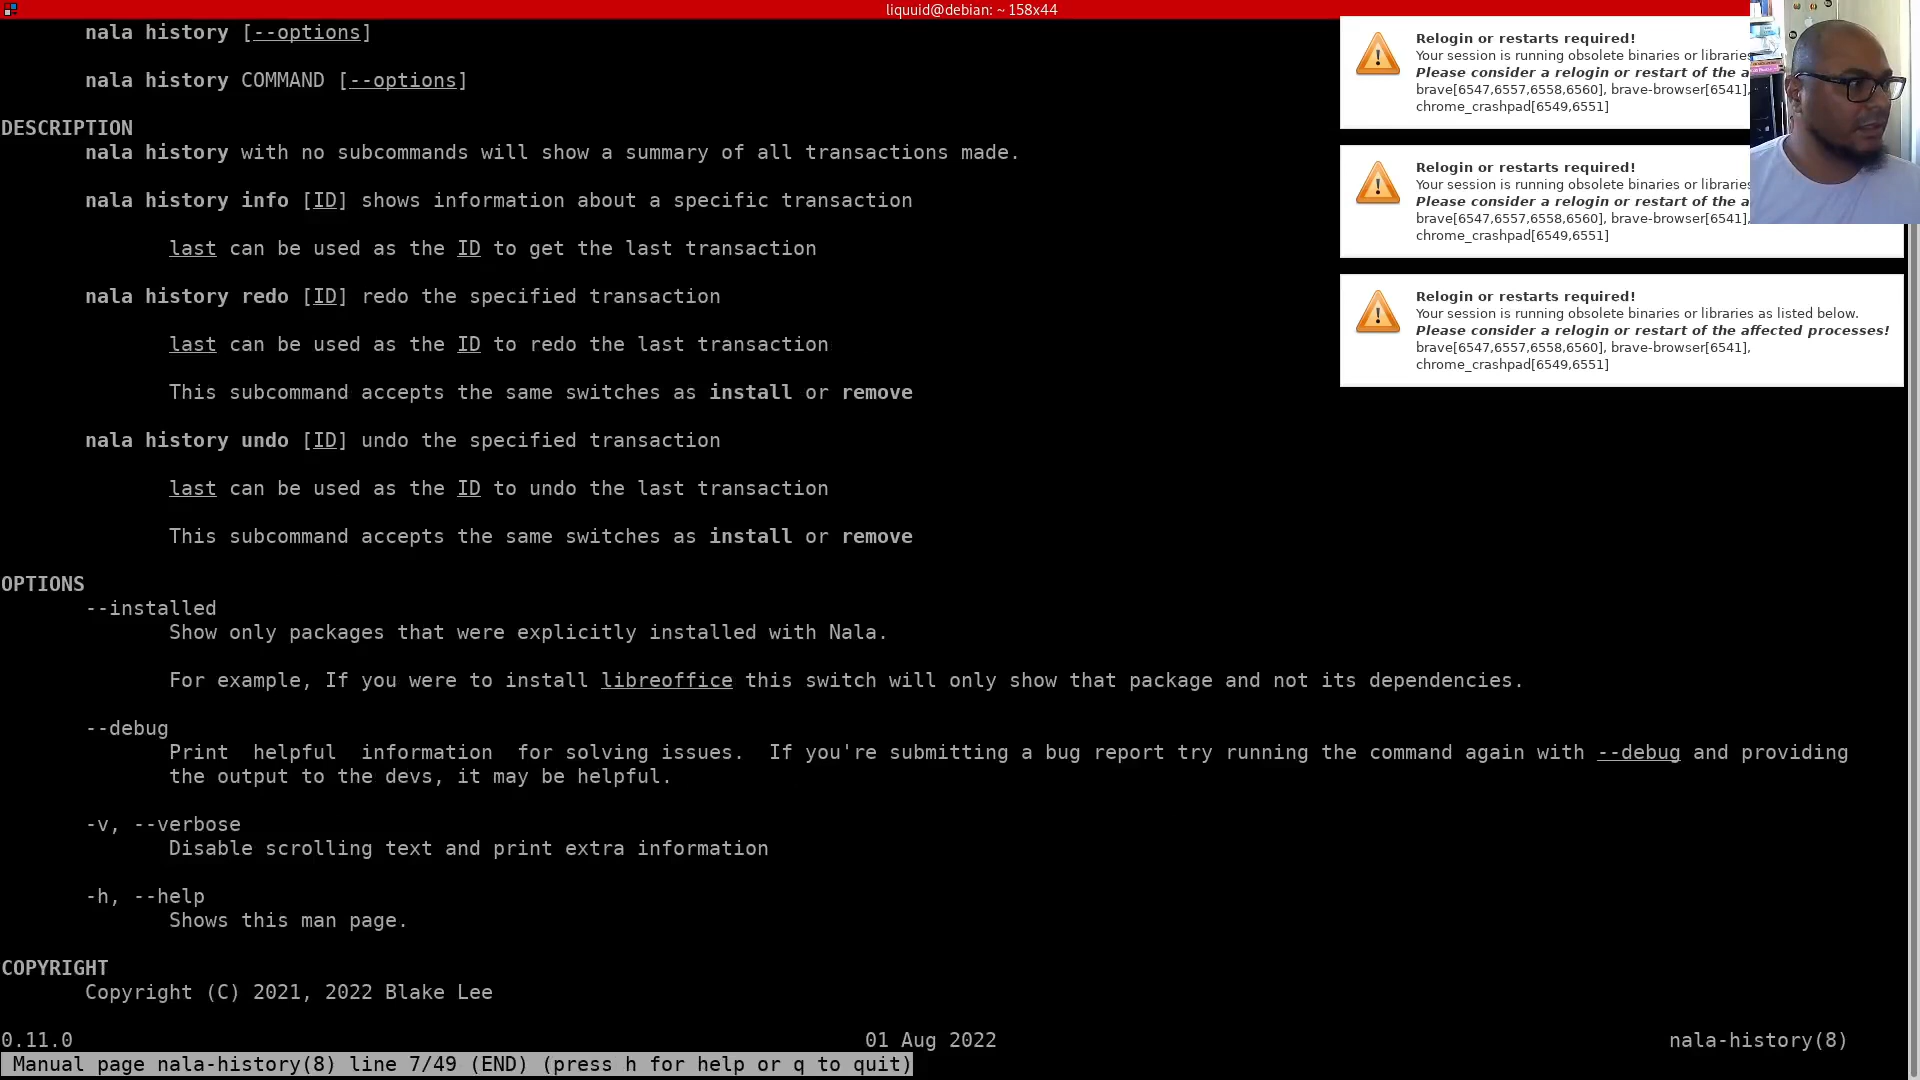 liquuid@debian: ~ 158x44
nala history [--options]
nala history COMMAND [--options]
DESCRIPTION
nala history with no subcommands will show a summary of all transactions made.
nala history info [ID] shows information about a specific transaction
last can be used as the ID to get the last transaction
nala history redo [ID] redo the specified transaction
last can be used as the ID to redo the last transaction
This subcommand accepts the same switches as install or remove
nala history undo [ID] undo the specified transaction
last can be used as the ID to undo the last transaction
This subcommand accepts the same switches as install or remove
OPTIONS
--installed
Show only packages that were explicitly installed with Nala.
For example, If you were to install libreoffice this switch will only show that package and not its dependencies.
--debug
Print helpful information for solving issues. If you're submitting a bug report try running the command again with --debug and providing
the output to the devs, it may be helpful.
-v, --verbose
Disable scrolling text and print extra information
-h, --help
Shows this man page.
COPYRIGHT
Copyright (C) 2021, 2022 Blake Lee
0.11.0 01 Aug 2022 nala-history(8)
Manual page nala-history(8) line 7/49 (END) (press h for help or q to quit)
Relogin or restarts required!
Your session is running obsolete binaries or libraries
Please consider a relogin or restart of the a
brave[6547,6557,6558,6560], brave-browser[6541],
chrome_crashpad[6549,6551]
Relogin or restarts required!
Your session is running obsolete binaries or libraries
Please consider a relogin or restart of the a
brave[6547,6557,6558,6560], brave-browser[6541],
chrome_crashpad[6549,6551]
Relogin or restarts required!
Your session is running obsolete binaries or libraries as listed below.
Please consider a relogin or restart of the affected processes!
brave[6547,6557,6558,6560], brave-browser[6541],
chrome_crashpad[6549,6551]